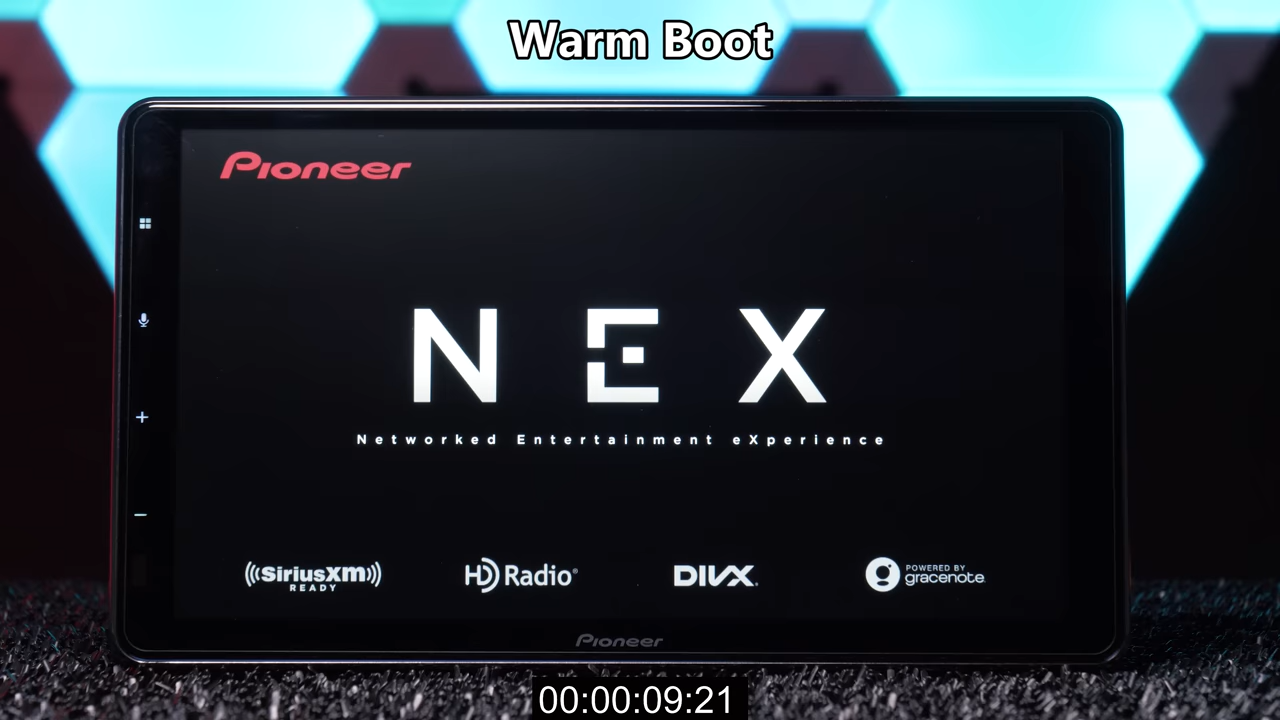 Warm Boot
Pioneer
N E X
Networked Entertainment eXperience
((SiriusXM)) READY
HD Radio®
DIVX®
POWERED BY gracenote.
Pioneer
00:00:09:21